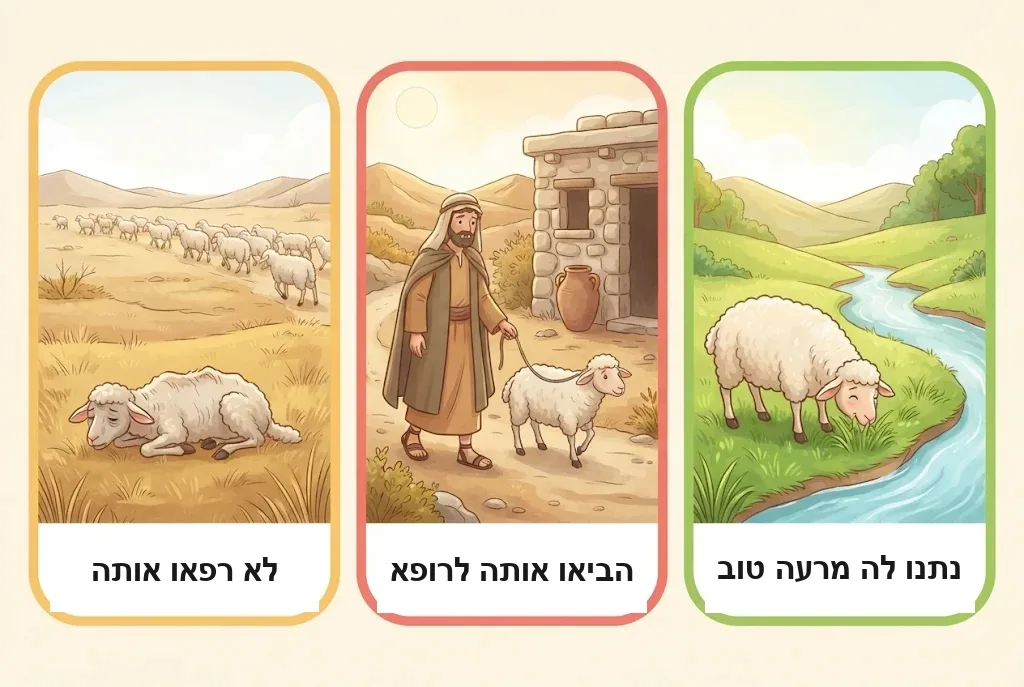 נתנו לה מרעה טוב
הביאו אותה לרופא
לא רפאו אותה